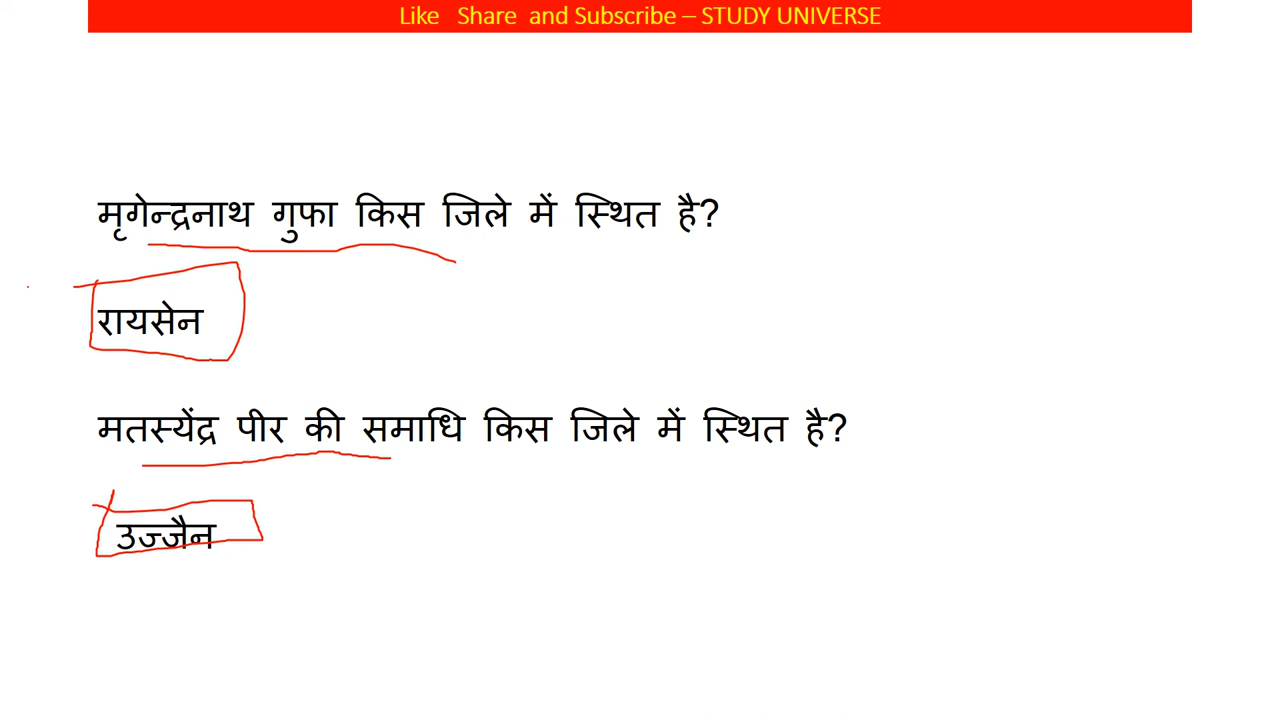 Like Share and Subscribe – STUDY UNIVERSE
मृगेन्द्रनाथ गुफा किस जिले में स्थित है?
रायसेन
मतस्येंद्र पीर की समाधि किस जिले में स्थित है?
उज्जैन